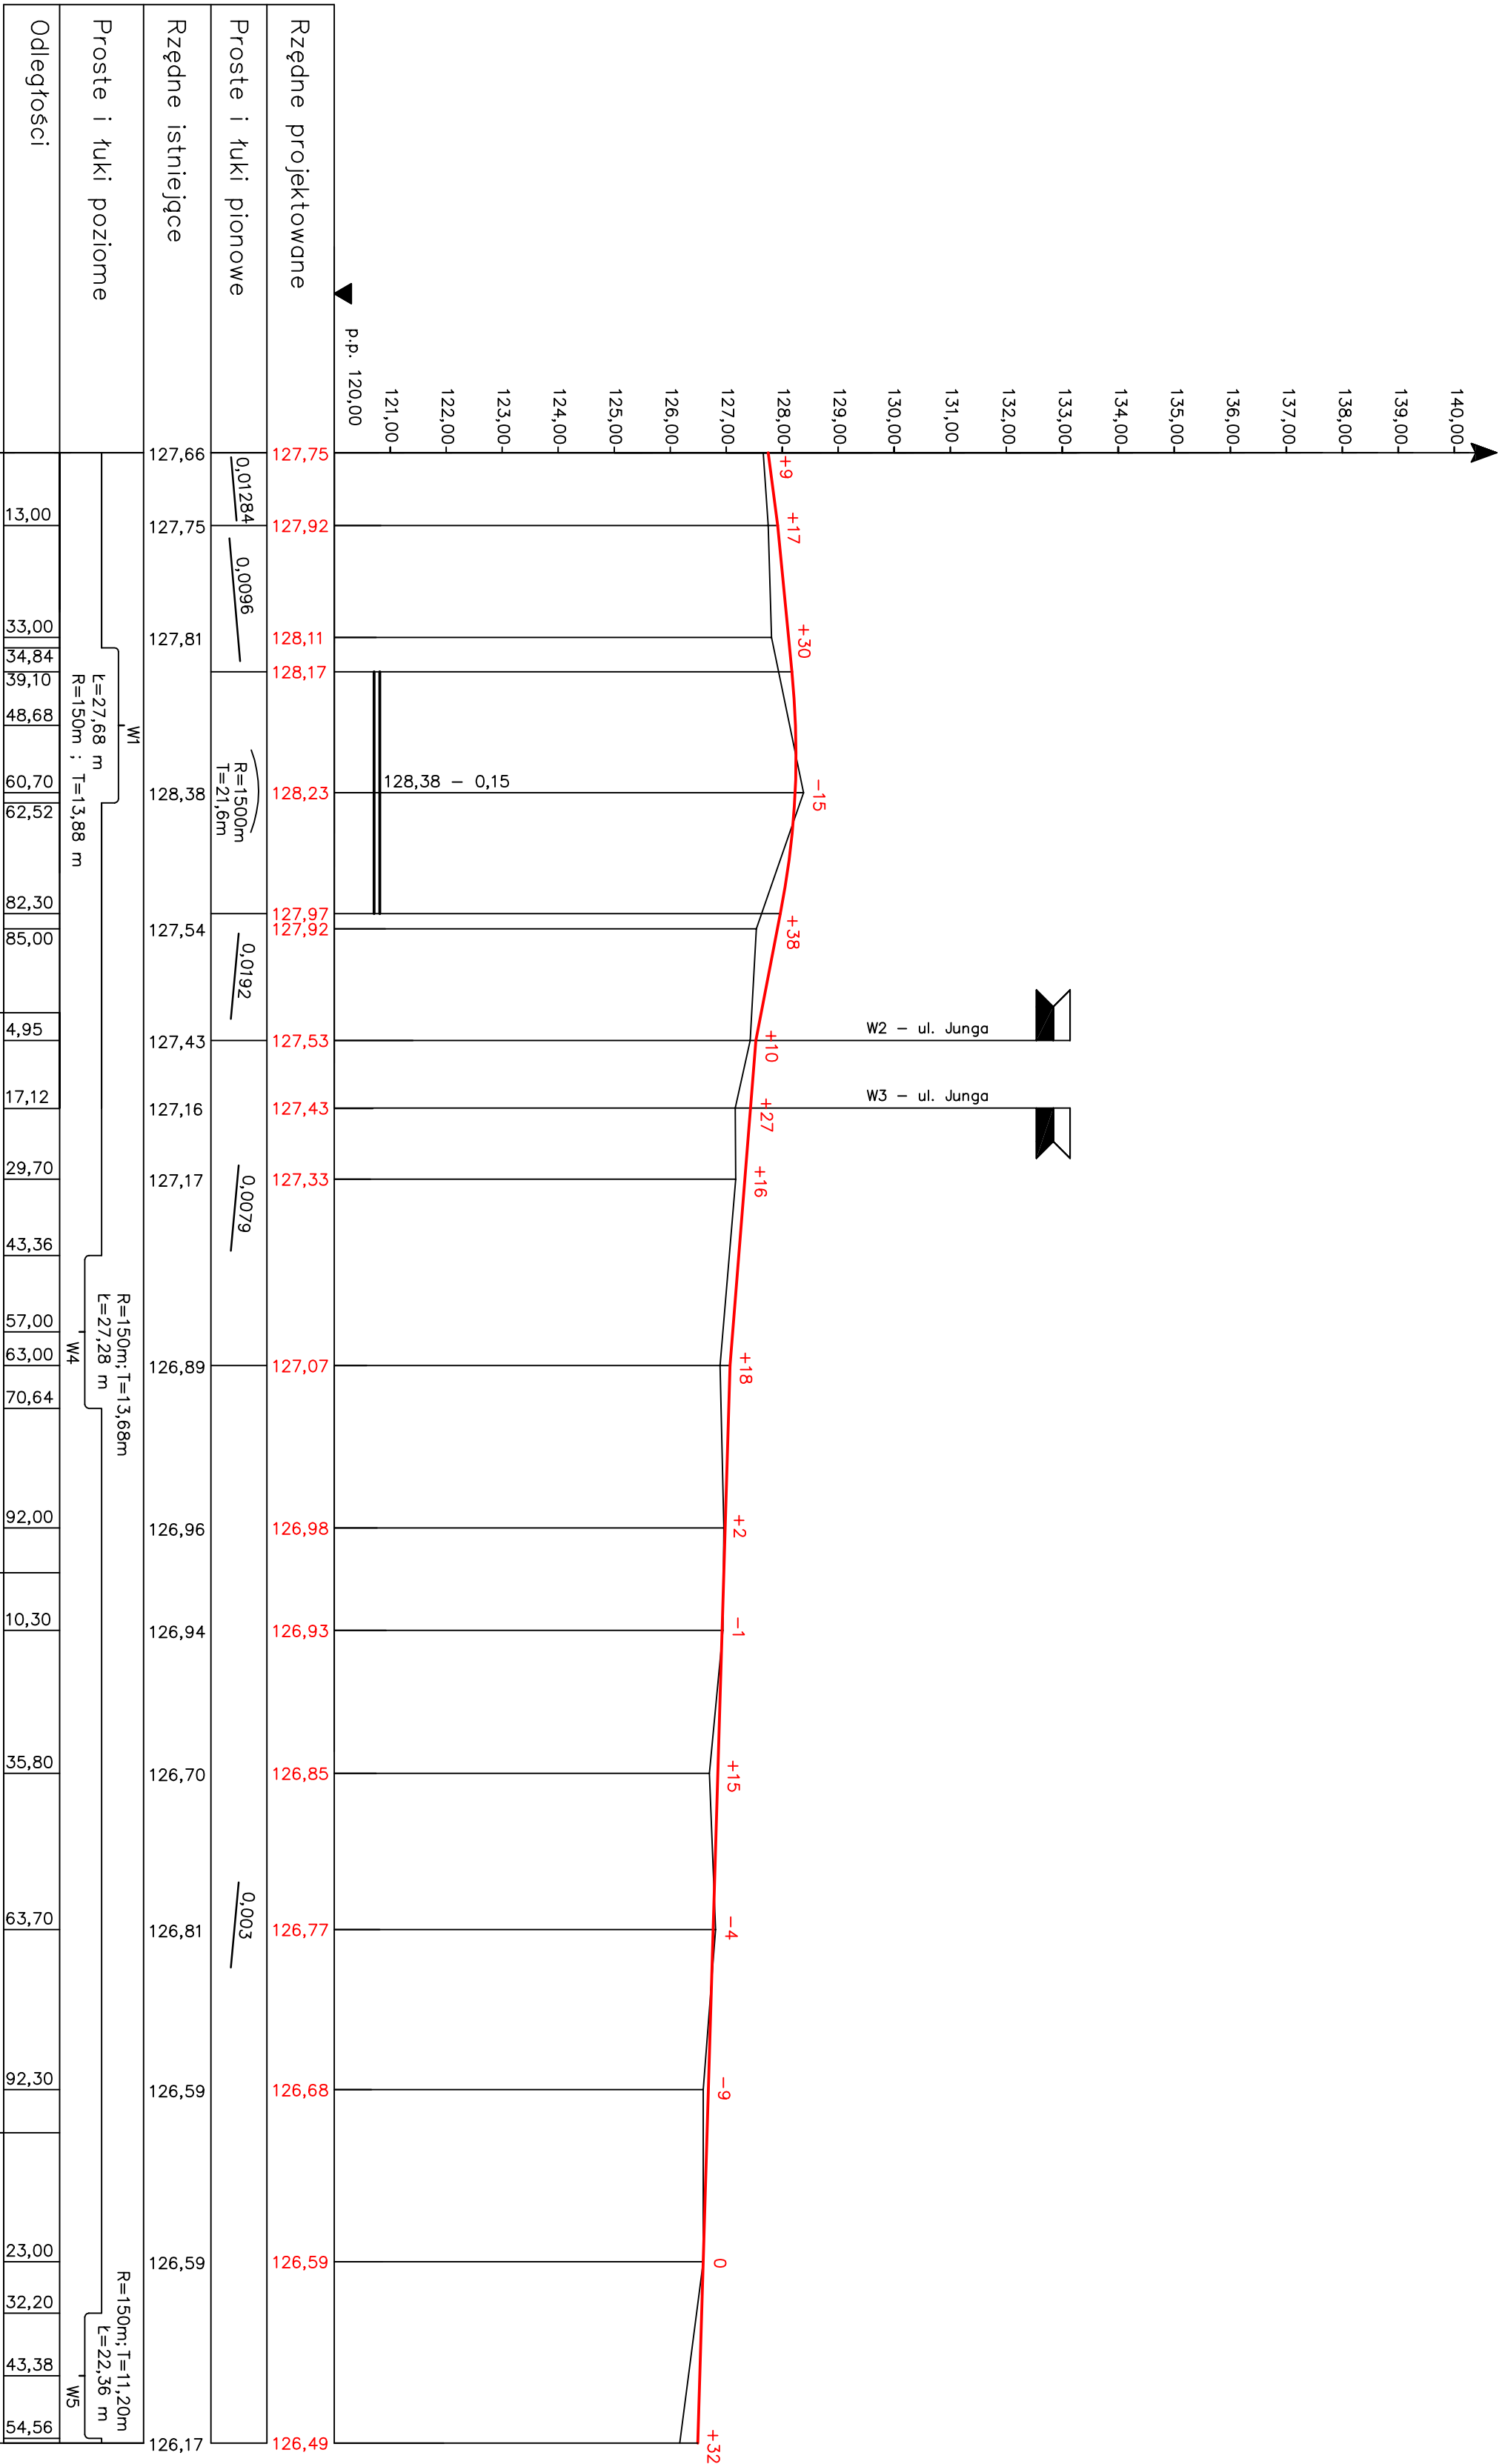 140,00
139,00
138,00
137,00
136,00
135,00
134,00
133,00
132,00
131,00
130,00
129,00
128,00
127,00
126,00
125,00
124,00
123,00
122,00
121,00
p.p. 120,00
W2 – ul. Junga
W3 – ul. Junga
+9 +17 +30 –15 +38 +10 +27 +16 +18 +2 –1 +15 –4 –9 0 +32
128,38 – 0,15
Rzędne projektowane
127,75 127,92 128,11 128,17 128,23 127,97 127,92 127,53 127,43 127,33 127,07 126,98 126,93 126,85 126,77 126,68 126,59 126,49
Proste i łuki pionowe
0,01284 0,0096
R=1500m
T=21,6m
0,0192 0,0079 0,003
Rzędne istniejące
127,66 127,75 127,81 128,38 127,54 127,43 127,16 127,17 126,89 126,96 126,94 126,70 126,81 126,59 126,59 126,17
Proste i łuki poziome
W1
Ł=27,68 m
R=150m ; T=13,88 m
R=150m; T=13,68m
Ł=27,28 m
W4
R=150m; T=11,20m
Ł=22,36 m
W5
Odległości
13,00 33,00 34,84 39,10 48,68 60,70 62,52 82,30 85,00 4,95 17,12 29,70 43,36 57,00 63,00 70,64 92,00 10,30 35,80 63,70 92,30 23,00 32,20 43,38 54,56